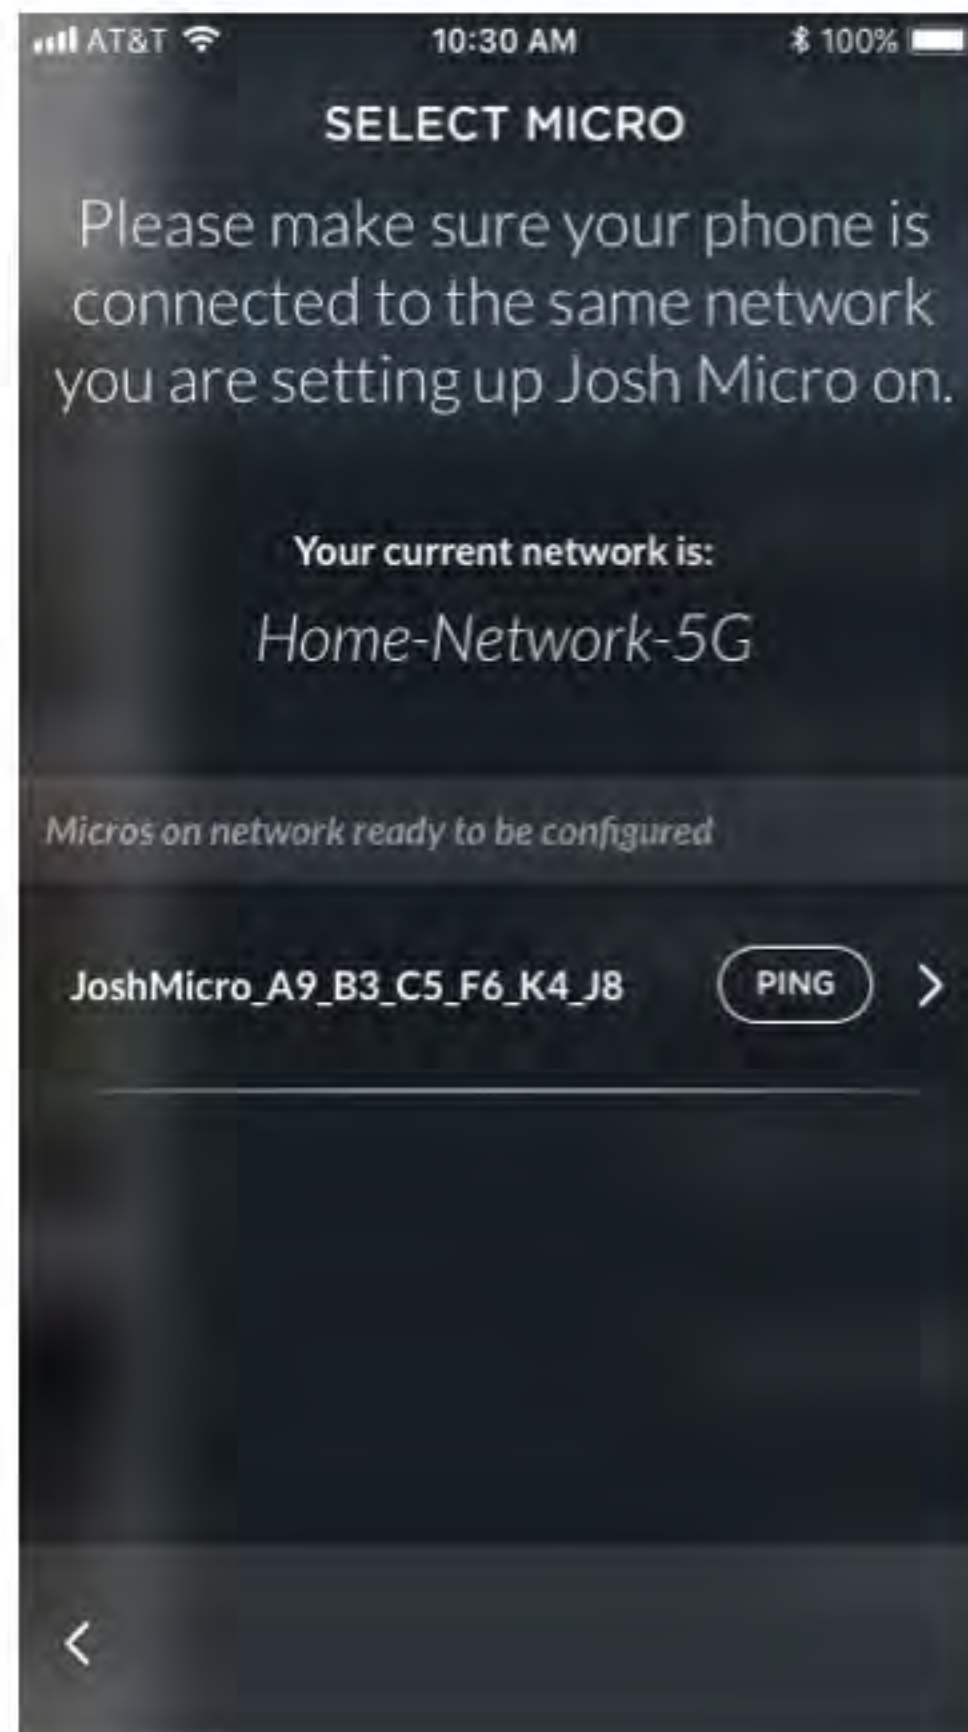 AT&T 10:30 AM 100%
SELECT MICRO
Please make sure your phone is
connected to the same network
you are setting up Josh Micro on.
Your current network is:
Home-Network-5G
Micros on network ready to be configured
JoshMicro_A9_B3_C5_F6_K4_J8 PING